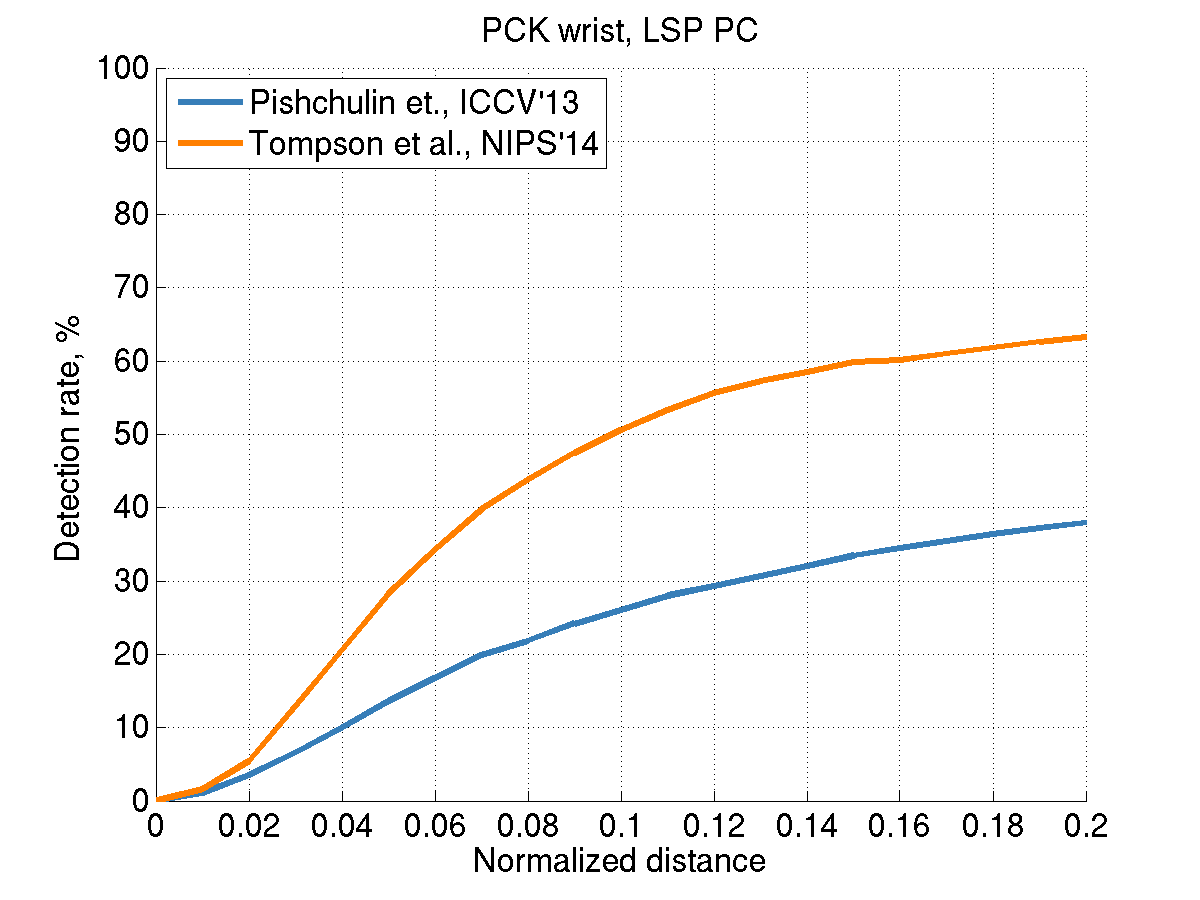 PCK wrist, LSP PC
100
90
80
70
60
50
40
30
20
10
0
Detection rate, %
Pishchulin et., ICCV'13
Tompson et al., NIPS'14
0 0.02 0.04 0.06 0.08 0.1 0.12 0.14 0.16 0.18 0.2
Normalized distance